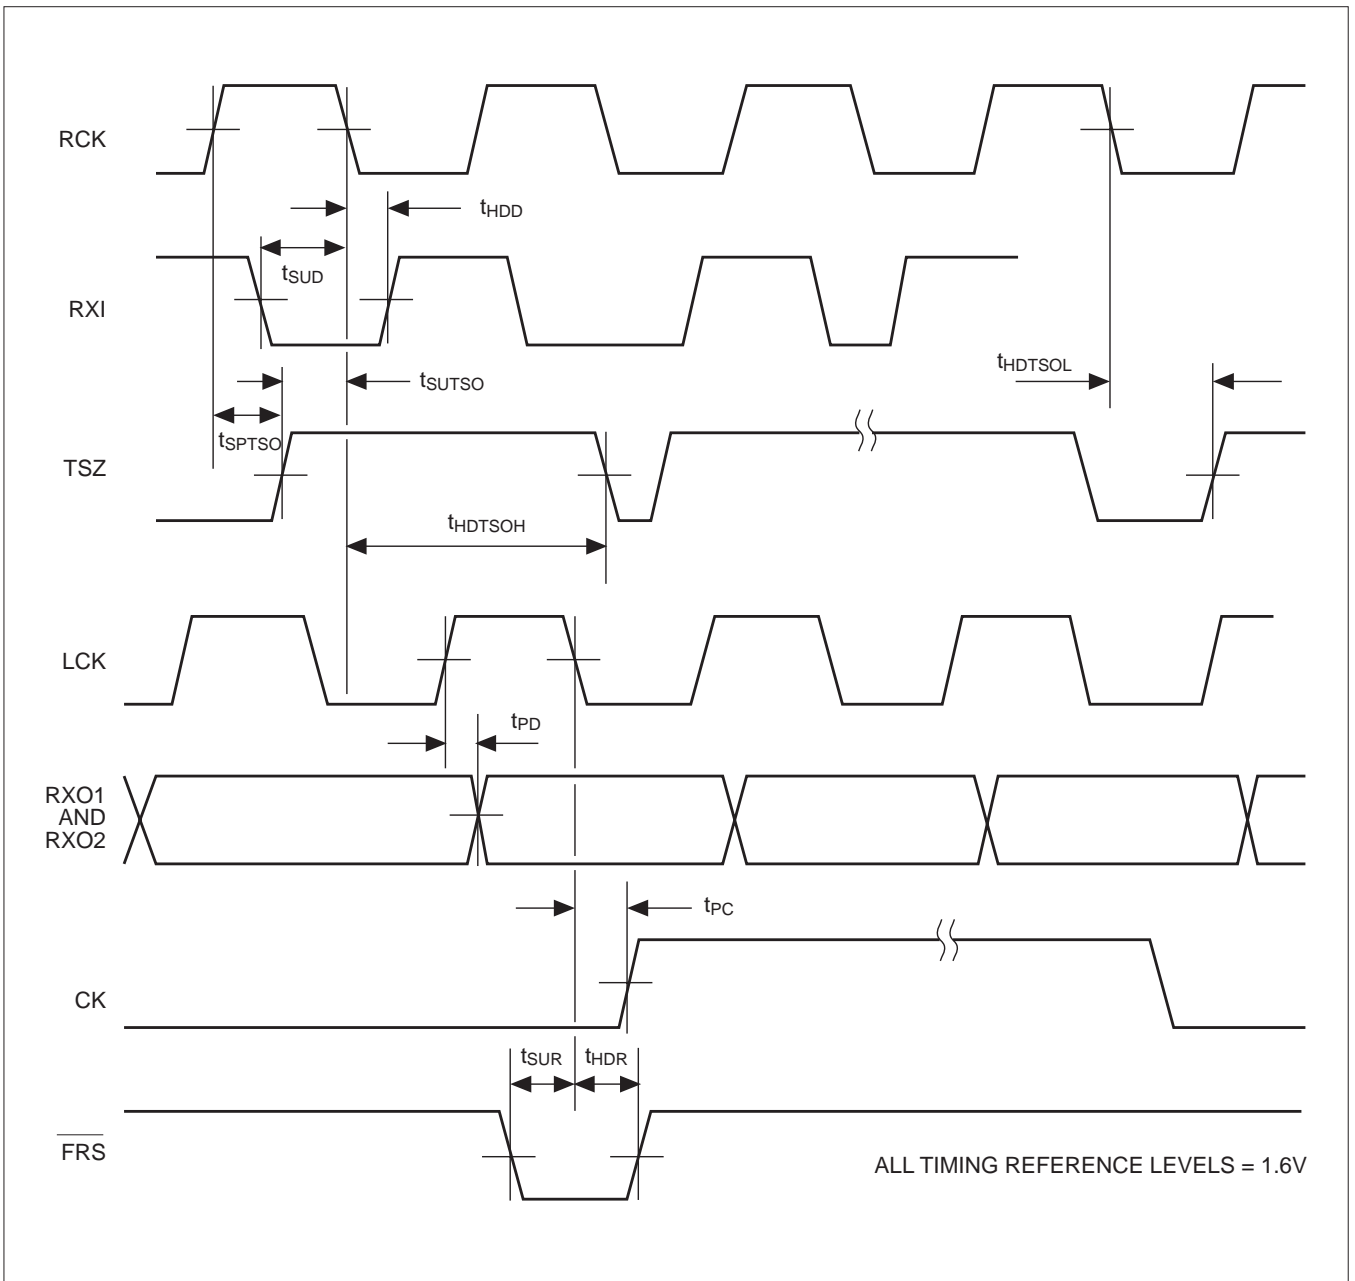 RCK
tHDD
tSUD
RXI
tHDTSOL
tSUTSO
tSPTSO
TSZ
tHDTSOH
LCK
tPD
RXO1
AND
RXO2
tPC
CK
tSUR
tHDR
FRS
ALL TIMING REFERENCE LEVELS = 1.6V